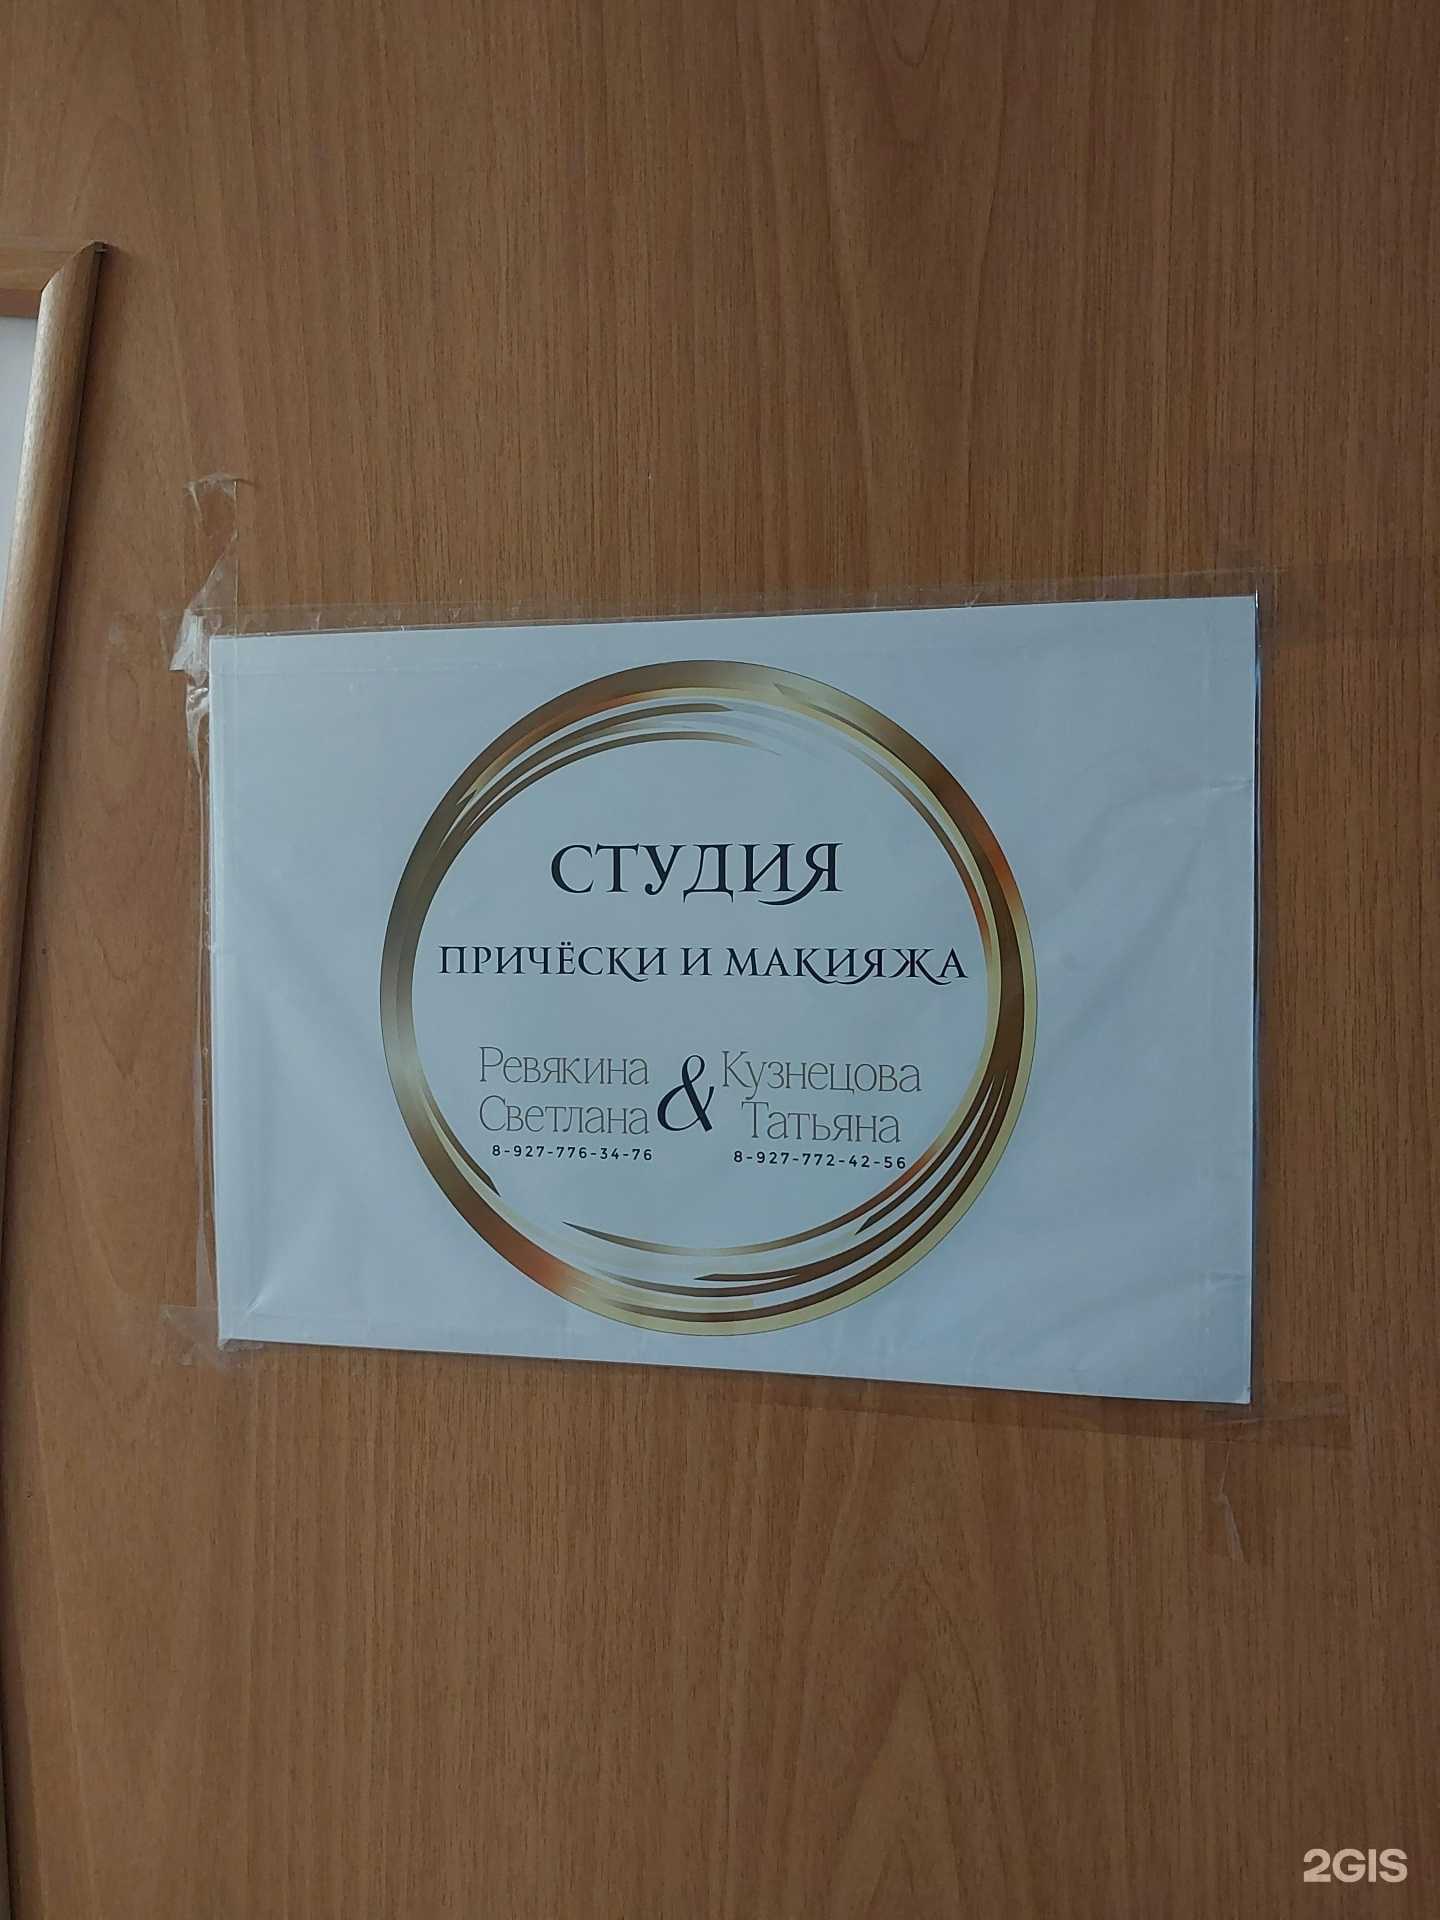 СТУДИЯ
ПРИЧЁСКИ И МАКИЯЖА
Ревякина
Светлана
8-927-776-34-76
&
Кузнецова
Татьяна
8-927-772-42-56
2GIS